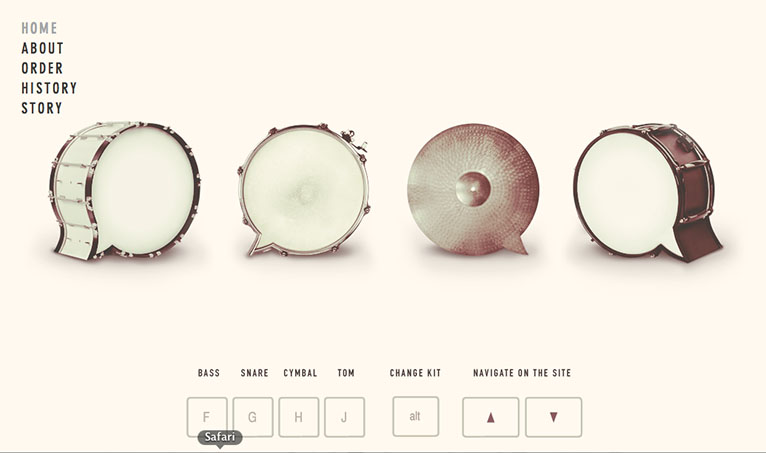 HOME
ABOUT
ORDER
HISTORY
STORY
BASS SNARE CYMBAL TOM CHANGE KIT NAVIGATE ON THE SITE
F G H J alt
Safari